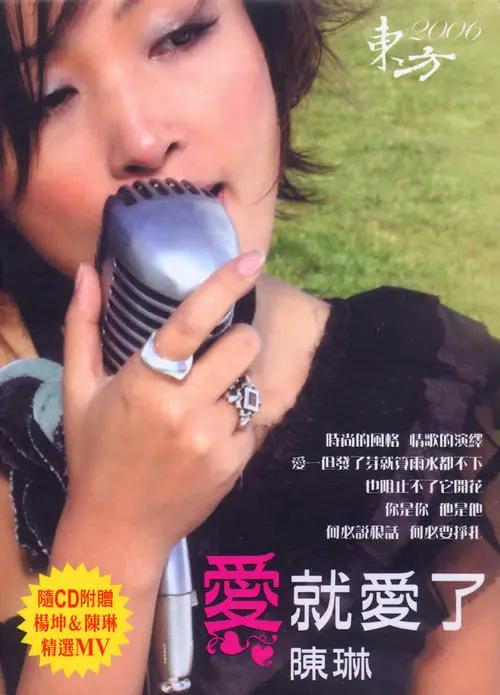 2006
東方
時尚的風格 情歌的演繹
愛一但發了芽就算雨水都不下
也阻止不了它開花
你是你 他是他
何必說狠話 何必要掙扎
愛就愛了
陳琳
隨CD附贈
楊坤&陳琳
精選MV